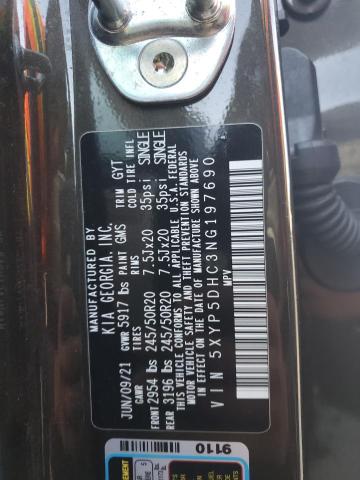 MANUFACTURED BY
KIA GEORGIA, INC.
JUN/09/21 GVWR 5917 lbs PAINT GMS TRIM GYT
GAWR TIRES RIMS COLD TIRE INFL
FRONT 2954 lbs 245/50R20 7.5Jx20 35psi SINGLE
REAR 3196 lbs 245/50R20 7.5Jx20 35psi SINGLE
THIS VEHICLE CONFORMS TO ALL APPLICABLE U.S.A. FEDERAL
MOTOR VEHICLE SAFETY AND THEFT PREVENTION STANDARDS
IN EFFECT ON THE DATE OF MANUFACTURE SHOWN ABOVE.
VIN 5XYP5DHC3NG197690
MPV
9110